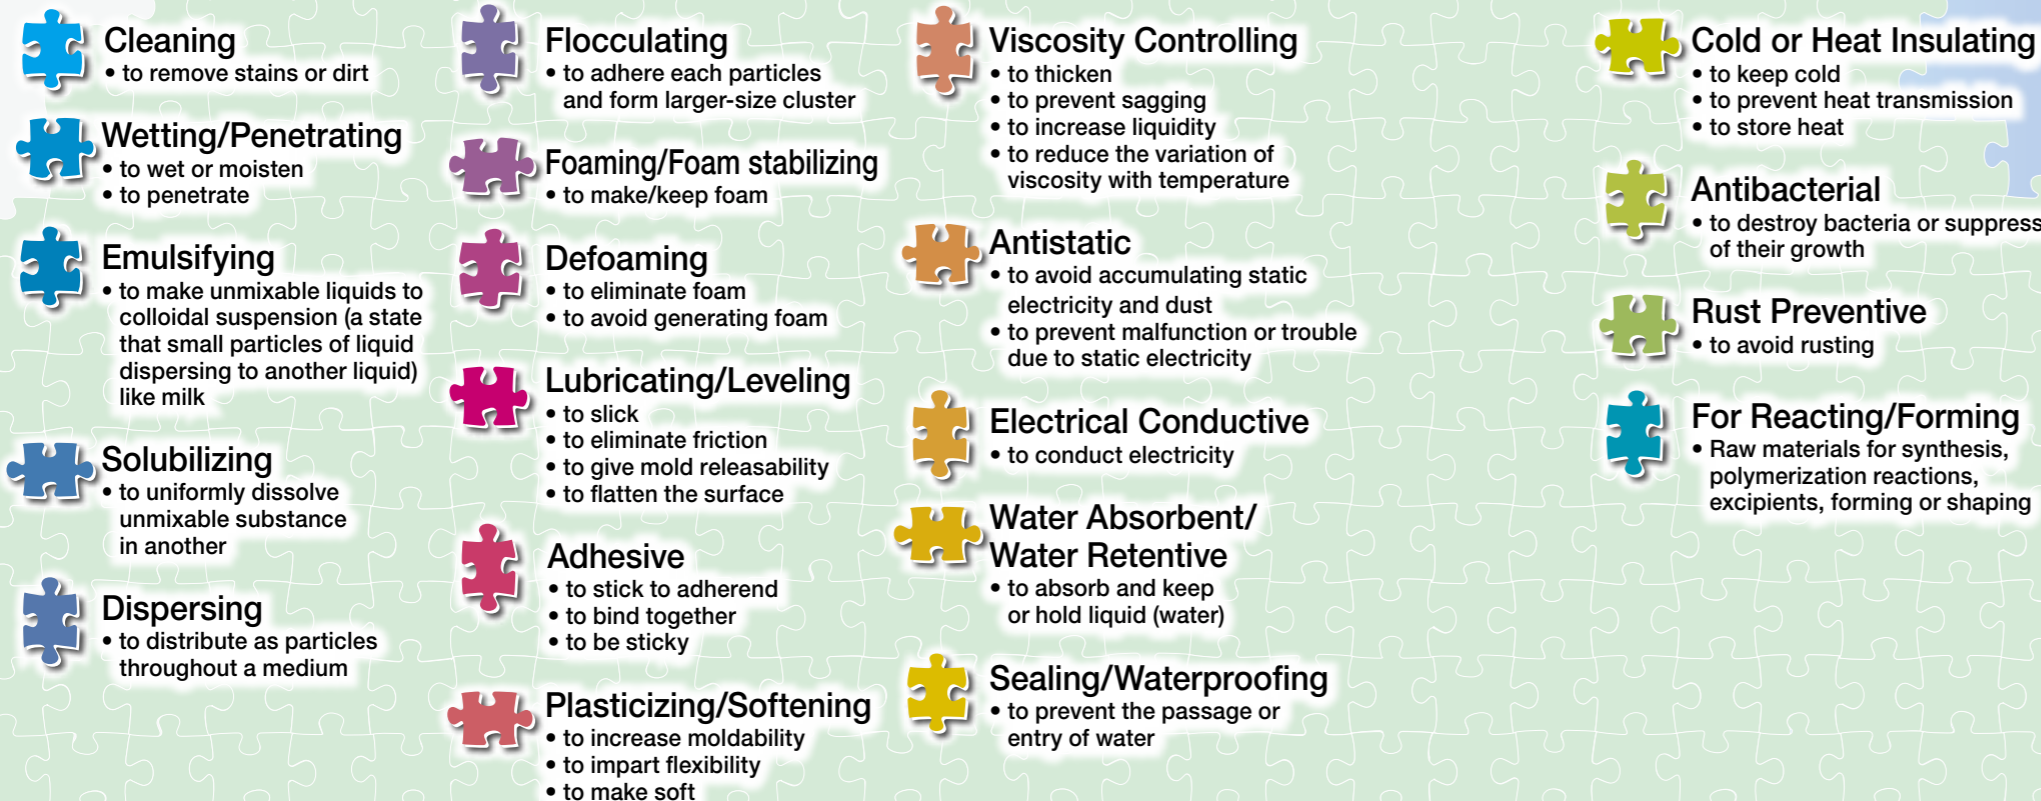 Cleaning
• to remove stains or dirt
Wetting/Penetrating
• to wet or moisten
• to penetrate
Emulsifying
• to make unmixable liquids to
colloidal suspension (a state
that small particles of liquid
dispersing to another liquid)
like milk
Solubilizing
• to uniformly dissolve
unmixable substance
in another
Dispersing
• to distribute as particles
throughout a medium
Flocculating
• to adhere each particles
and form larger-size cluster
Foaming/Foam stabilizing
• to make/keep foam
Defoaming
• to eliminate foam
• to avoid generating foam
Lubricating/Leveling
• to slick
• to eliminate friction
• to give mold releasability
• to flatten the surface
Adhesive
• to stick to adherend
• to bind together
• to be sticky
Plasticizing/Softening
• to increase moldability
• to impart flexibility
• to make soft
Viscosity Controlling
• to thicken
• to prevent sagging
• to increase liquidity
• to reduce the variation of
viscosity with temperature
Antistatic
• to avoid accumulating static
electricity and dust
• to prevent malfunction or trouble
due to static electricity
Electrical Conductive
• to conduct electricity
Water Absorbent/
Water Retentive
• to absorb and keep
or hold liquid (water)
Sealing/Waterproofing
• to prevent the passage or
entry of water
Cold or Heat Insulating
• to keep cold
• to prevent heat transmission
• to store heat
Antibacterial
• to destroy bacteria or suppress
of their growth
Rust Preventive
• to avoid rusting
For Reacting/Forming
• Raw materials for synthesis,
polymerization reactions,
excipients, forming or shaping